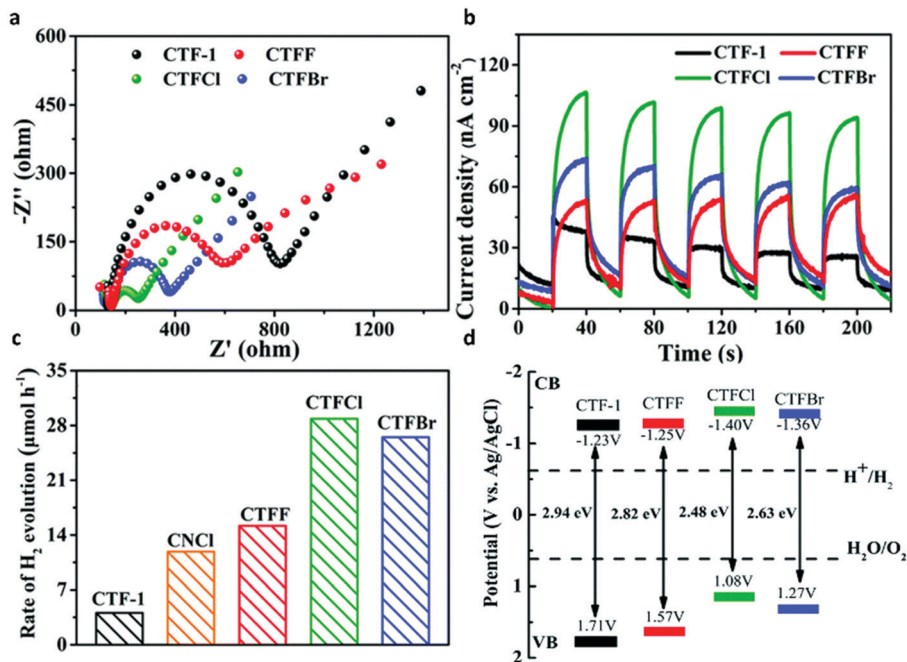 a
600
450
300
150
0
-Z'' (ohm)
CTF-1 CTFF
CTFCl CTFBr
0 400 800 1200
Z' (ohm)
b
135
105
90
60
30
0
Current density (nA cm⁻²)
CTF-1 CTFF
CTFCl CTFBr
0 40 80 120 160 200
Time (s)
c
35
28
21
14
7
0
Rate of H₂ evolution (μmol h⁻¹)
CTF-1
CNCl
CTFF
CTFCl
CTFBr
d
-2
-1
0
1
2
Potential (V vs. Ag/AgCl)
CB
CTF-1 CTFF CTFCl CTFBr
-1.23V -1.25V -1.40V -1.36V
H⁺/H₂
2.94 eV 2.82 eV 2.48 eV 2.63 eV
H₂O/O₂
1.71V 1.57V 1.08V 1.27V
VB